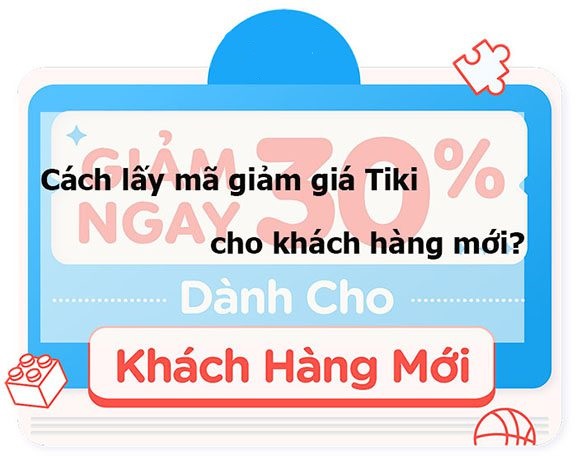 GIẢM
NGAY 30%
Cách lấy mã giảm giá Tiki
cho khách hàng mới?
Dành Cho
Khách Hàng Mới